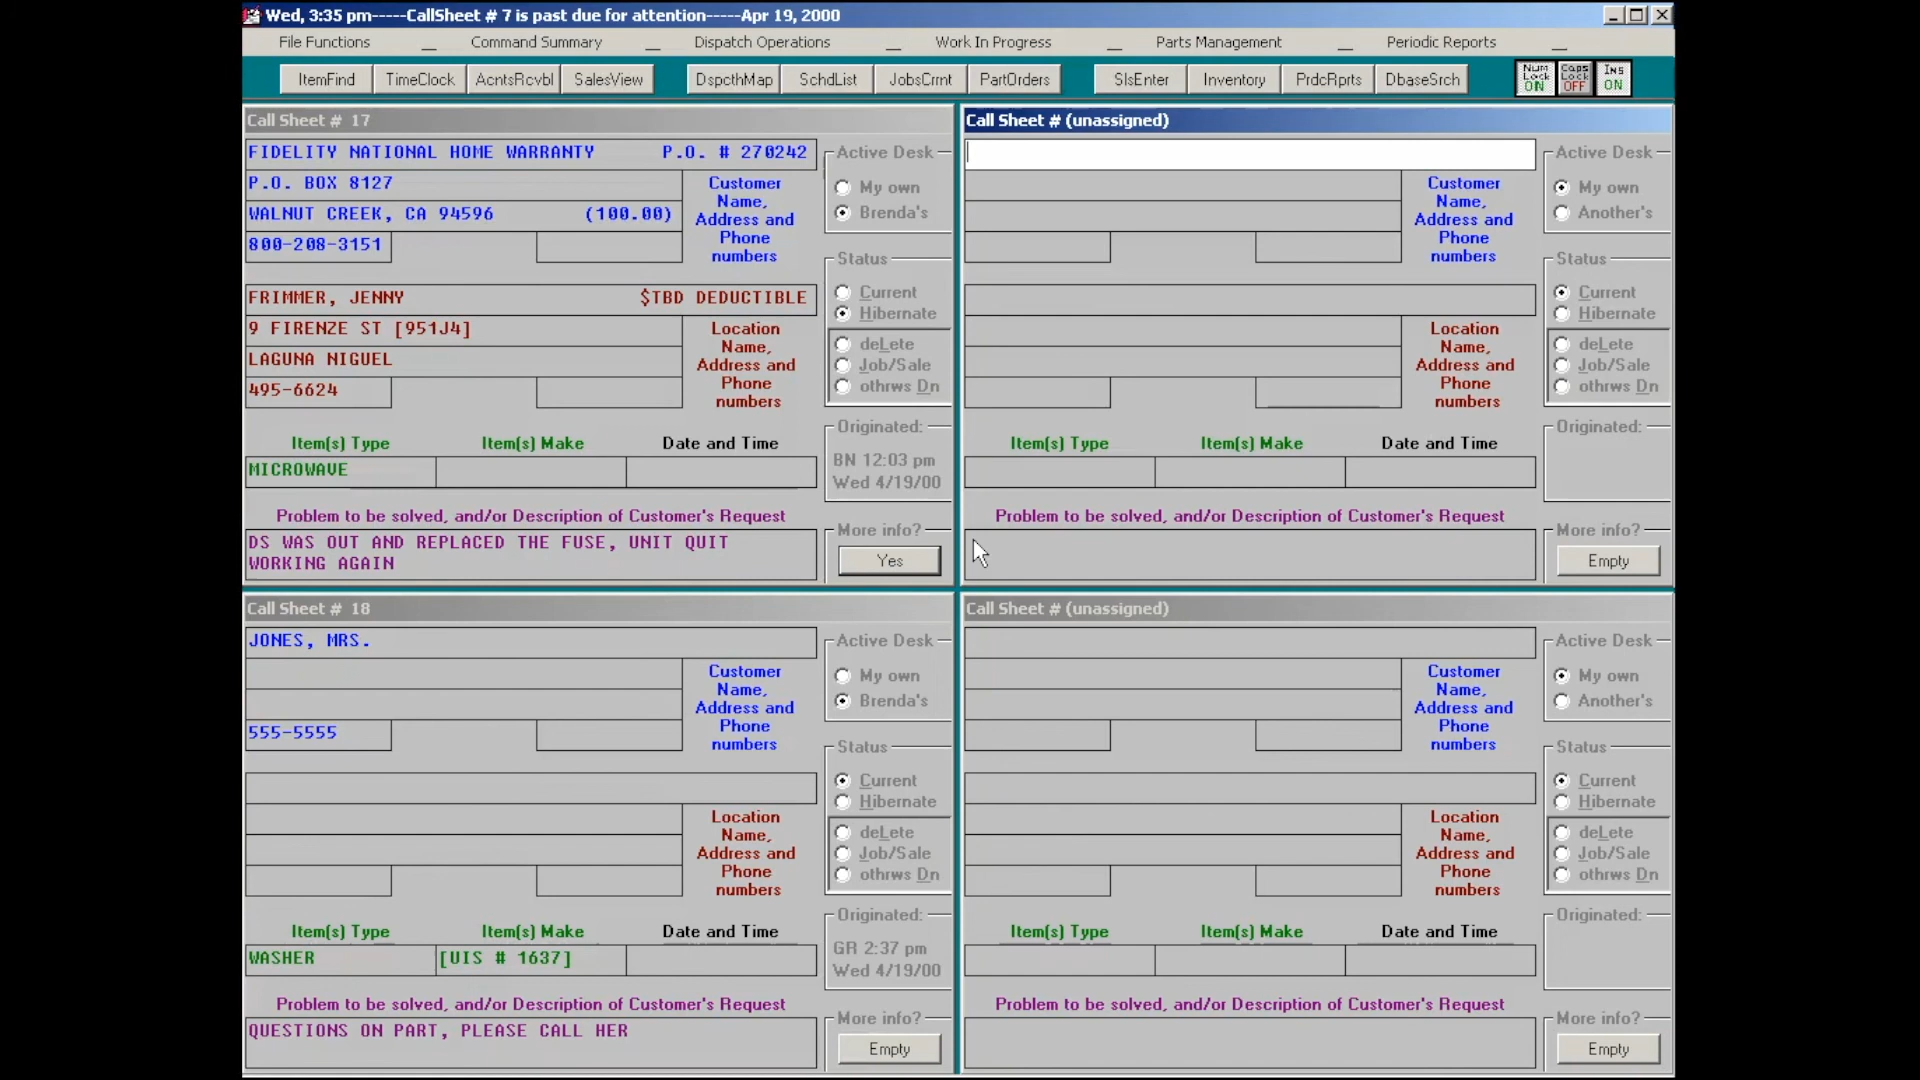 Wed, 3:35 pm-----CallSheet # 7 is past due for attention-----Apr 19, 2000
File Functions __ Command Summary __ Dispatch Operations __ Work In Progress __ Parts Management __ Periodic Reports __
ItemFind TimeClock AcntsRcvbl SalesView DspcthMap SchdList JobsCrrnt PartOrders SlsEnter Inventory PrdcRprts DbaseSrch
Num Lock ON
Caps Lock OFF
Ins ON
Call Sheet # 17
FIDELITY NATIONAL HOME WARRANTY P.O. # 270242
P.O. BOX 8127
WALNUT CREEK, CA 94596 (100.00)
800-208-3151
Customer
Name,
Address and
Phone
numbers
FRIMMER, JENNY $TBD DEDUCTIBLE
9 FIRENZE ST [951J4]
LAGUNA NIGUEL
495-6624
Location
Name,
Address and
Phone
numbers
Item(s) Type Item(s) Make Date and Time
MICROWAVE
Problem to be solved, and/or Description of Customer's Request
DS WAS OUT AND REPLACED THE FUSE, UNIT QUIT
WORKING AGAIN
Active Desk
My own
Brenda's
Status
Current
Hibernate
deLete
Job/Sale
othrws Dn
Originated:
BN 12:03 pm
Wed 4/19/00
More info?
Yes
Call Sheet # (unassigned)
Customer
Name,
Address and
Phone
numbers
Location
Name,
Address and
Phone
numbers
Item(s) Type Item(s) Make Date and Time
Problem to be solved, and/or Description of Customer's Request
Active Desk
My own
Another's
Status
Current
Hibernate
deLete
Job/Sale
othrws Dn
Originated:
More info?
Empty
Call Sheet # 18
JONES, MRS.
555-5555
Customer
Name,
Address and
Phone
numbers
Location
Name,
Address and
Phone
numbers
Item(s) Type Item(s) Make Date and Time
WASHER [UIS # 1637]
Problem to be solved, and/or Description of Customer's Request
QUESTIONS ON PART, PLEASE CALL HER
Active Desk
My own
Brenda's
Status
Current
Hibernate
deLete
Job/Sale
othrws Dn
Originated:
GR 2:37 pm
Wed 4/19/00
More info?
Empty
Call Sheet # (unassigned)
Customer
Name,
Address and
Phone
numbers
Location
Name,
Address and
Phone
numbers
Item(s) Type Item(s) Make Date and Time
Problem to be solved, and/or Description of Customer's Request
Active Desk
My own
Another's
Status
Current
Hibernate
deLete
Job/Sale
othrws Dn
Originated:
More info?
Empty